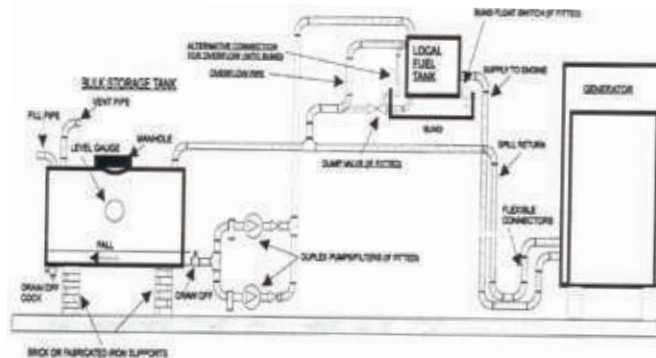 BUND FLOAT SWITCH (IF FITTED)
ALTERNATIVE CONNECTION
FOR OVERFLOW (INTO BUND)
LOCAL
FUEL
TANK
OVERFLOW PIPE
SUPPLY TO ENGINE
BULK STORAGE TANK
GENERATOR
VENT PIPE
FILL PIPE
MANHOLE
LEVEL GAUGE
BUND
DUMP VALVE (IF FITTED)
SPILL RETURN
FLEXIBLE
CONNECTORS
FALL
DRAIN OFF
COCK
DRAIN OFF
DUPLEX PUMPS/FILTERS (IF FITTED)
BRICK OR FABRICATED IRON SUPPORTS